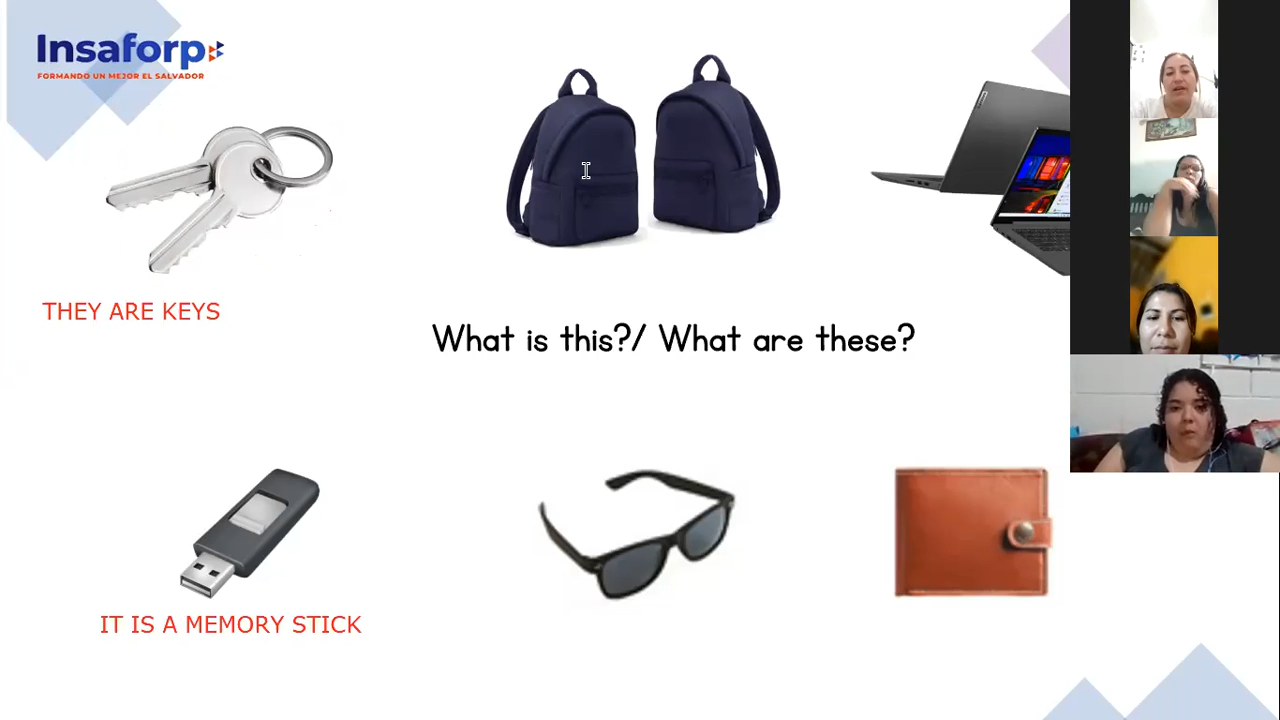 Insaforp
FORMANDO UN MEJOR EL SALVADOR
THEY ARE KEYS
What is this?/ What are these?
IT IS A MEMORY STICK